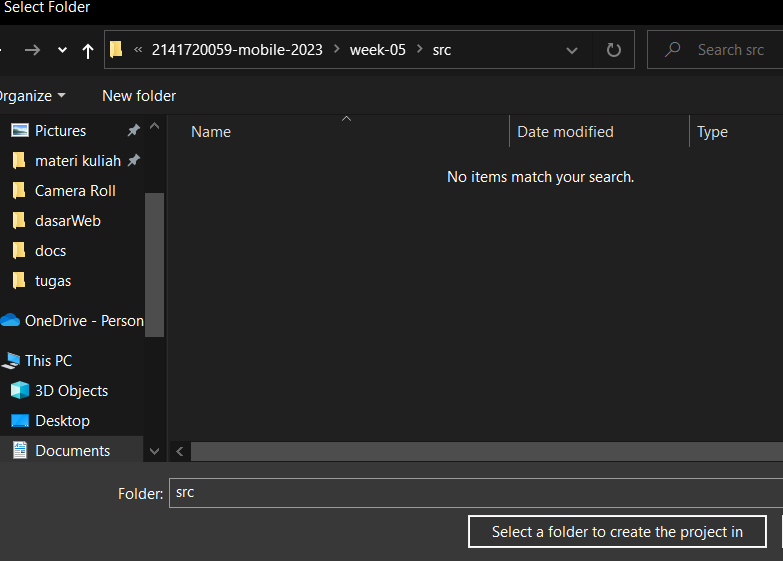 Select Folder
« 2141720059-mobile-2023 > week-05 > src
Search src
Organize
New folder
Name
Date modified
Type
Pictures
materi kuliah
Camera Roll
dasarWeb
docs
tugas
OneDrive - Person
This PC
3D Objects
Desktop
Documents
No items match your search.
Folder:
src
Select a folder to create the project in